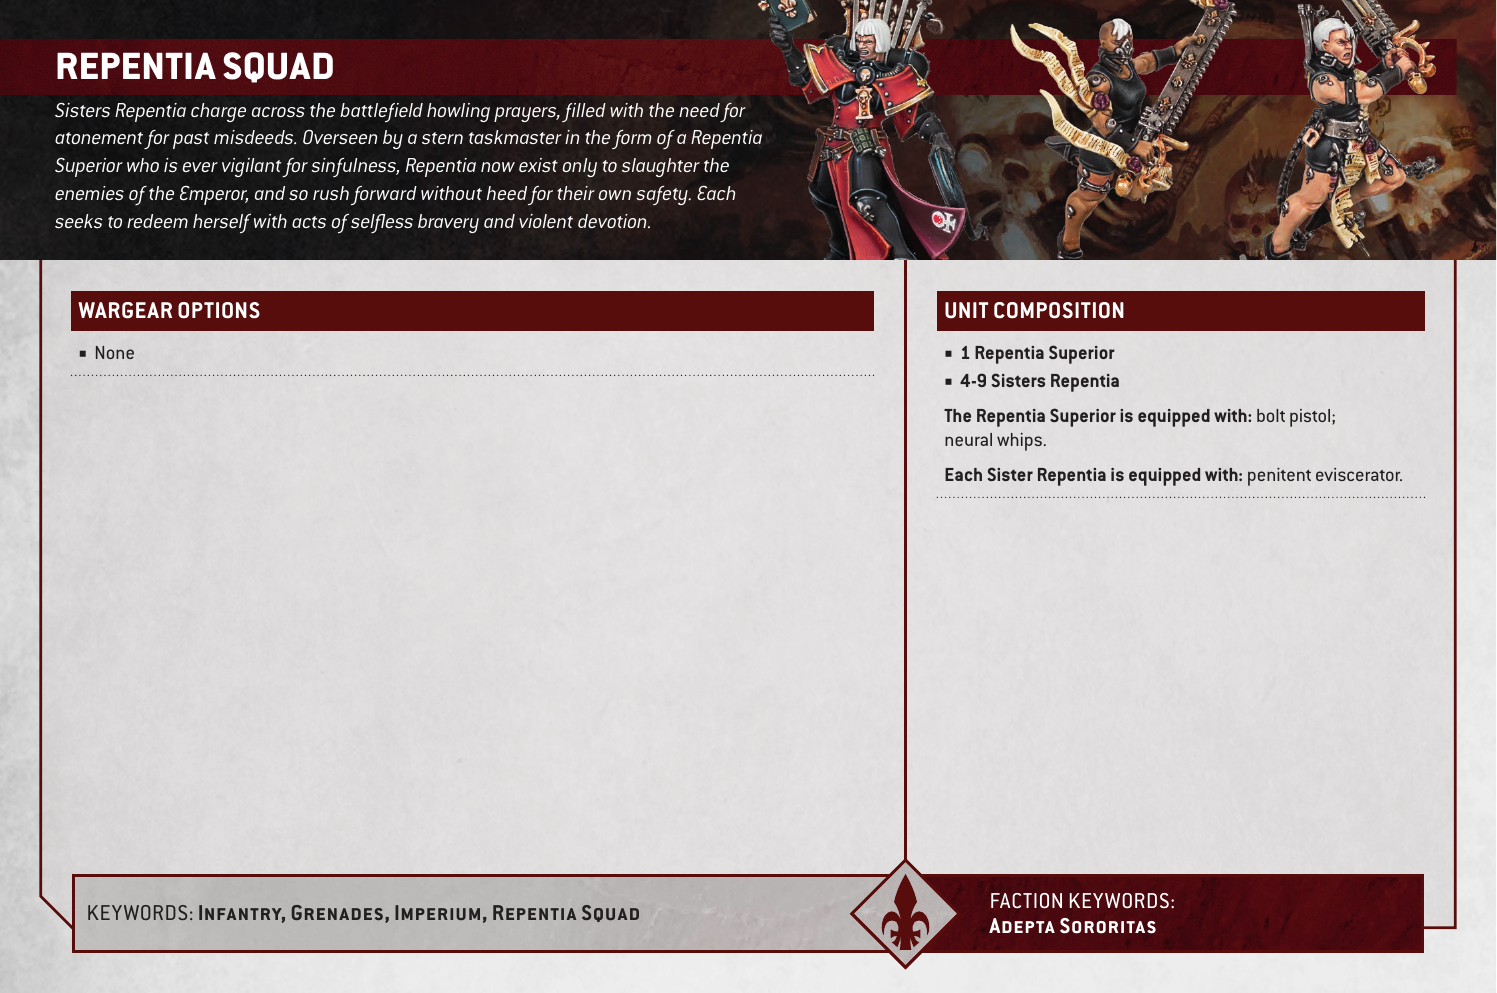 REPENTIA SQUAD
Sisters Repentia charge across the battlefield howling prayers, filled with the need for
atonement for past misdeeds. Overseen by a stern taskmaster in the form of a Repentia
Superior who is ever vigilant for sinfulness, Repentia now exist only to slaughter the
enemies of the Emperor, and so rush forward without heed for their own safety. Each
seeks to redeem herself with acts of selfless bravery and violent devotion.
WARGEAR OPTIONS
▪ None
UNIT COMPOSITION
▪ 1 Repentia Superior
▪ 4-9 Sisters Repentia
The Repentia Superior is equipped with: bolt pistol;
neural whips.
Each Sister Repentia is equipped with: penitent eviscerator.
KEYWORDS: Infantry, Grenades, Imperium, Repentia Squad
FACTION KEYWORDS:
Adepta Sororitas